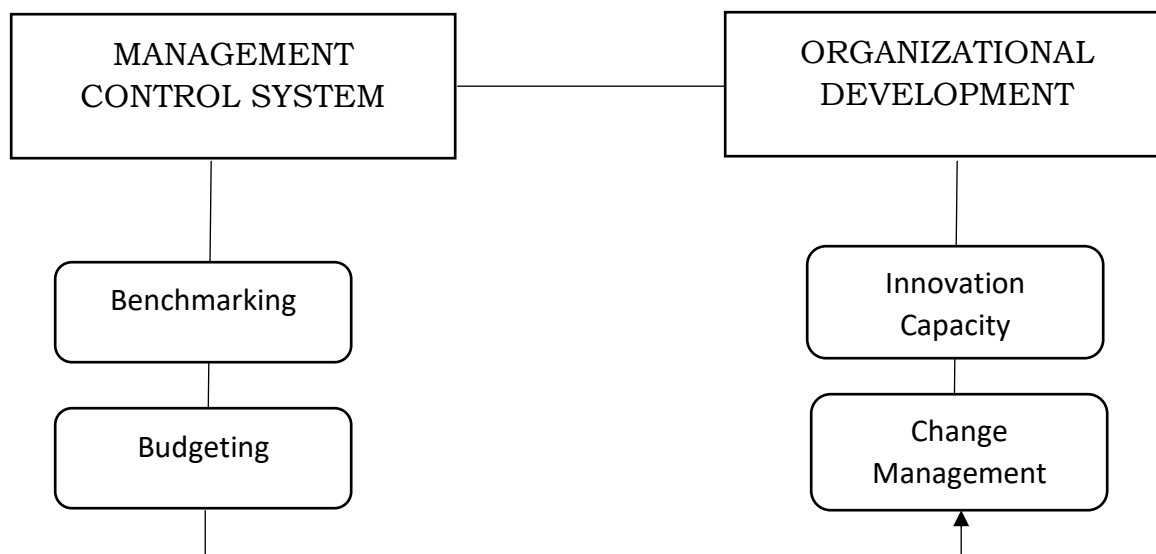 MANAGEMENT
CONTROL SYSTEM
ORGANIZATIONAL
DEVELOPMENT
Benchmarking
Innovation
Capacity
Budgeting
Change
Management